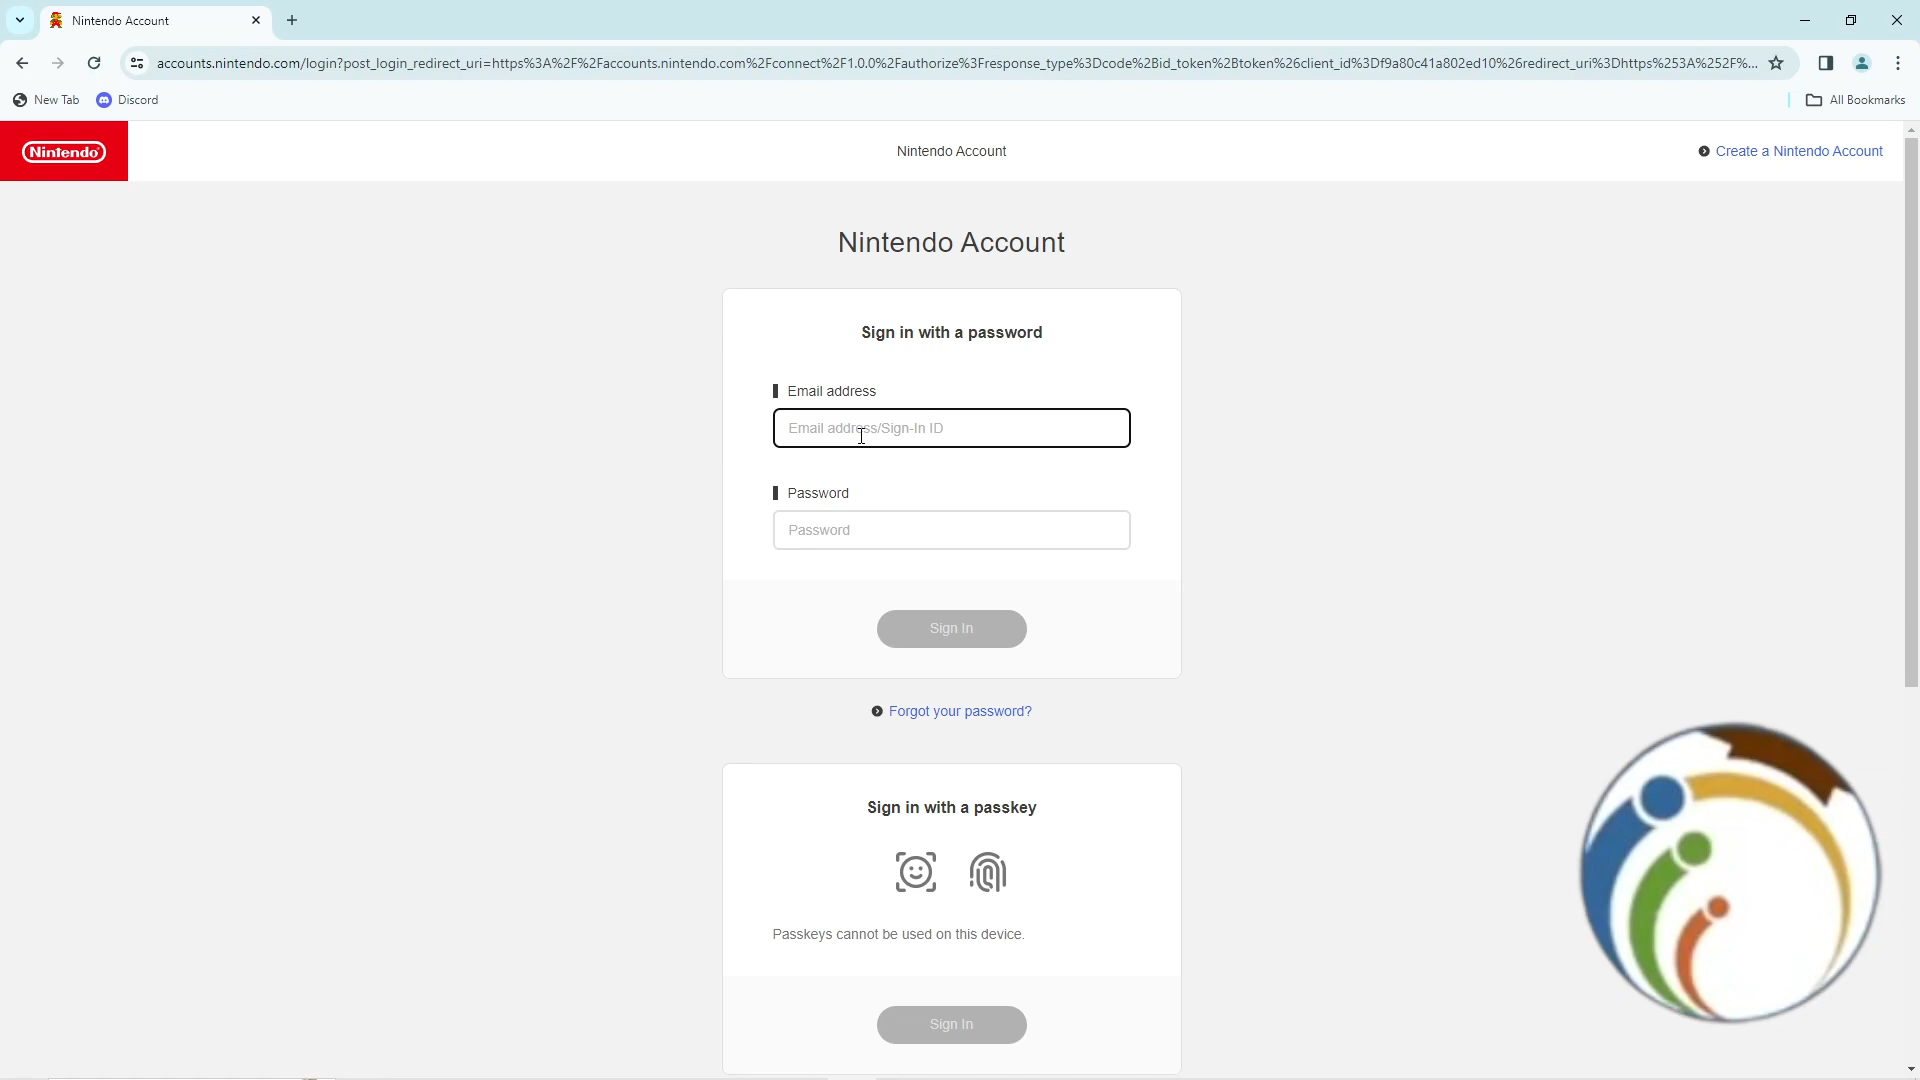 Nintendo Account
accounts.nintendo.com/login?post_login_redirect_uri=https%3A%2F%2Faccounts.nintendo.com%2Fconnect%2F1.0.0%2Fauthorize%3Fresponse_type%3Dcode%2Bid_token%2Btoken%26client_id%3Df9a80c41a802ed10%26redirect_uri%3Dhttps%253A%252F%...
New Tab
Discord
All Bookmarks
Nintendo
Nintendo Account
Create a Nintendo Account
Nintendo Account
Sign in with a password
Email address
Email address/Sign-In ID
Password
Password
Sign In
Forgot your password?
Sign in with a passkey
Passkeys cannot be used on this device.
Sign In